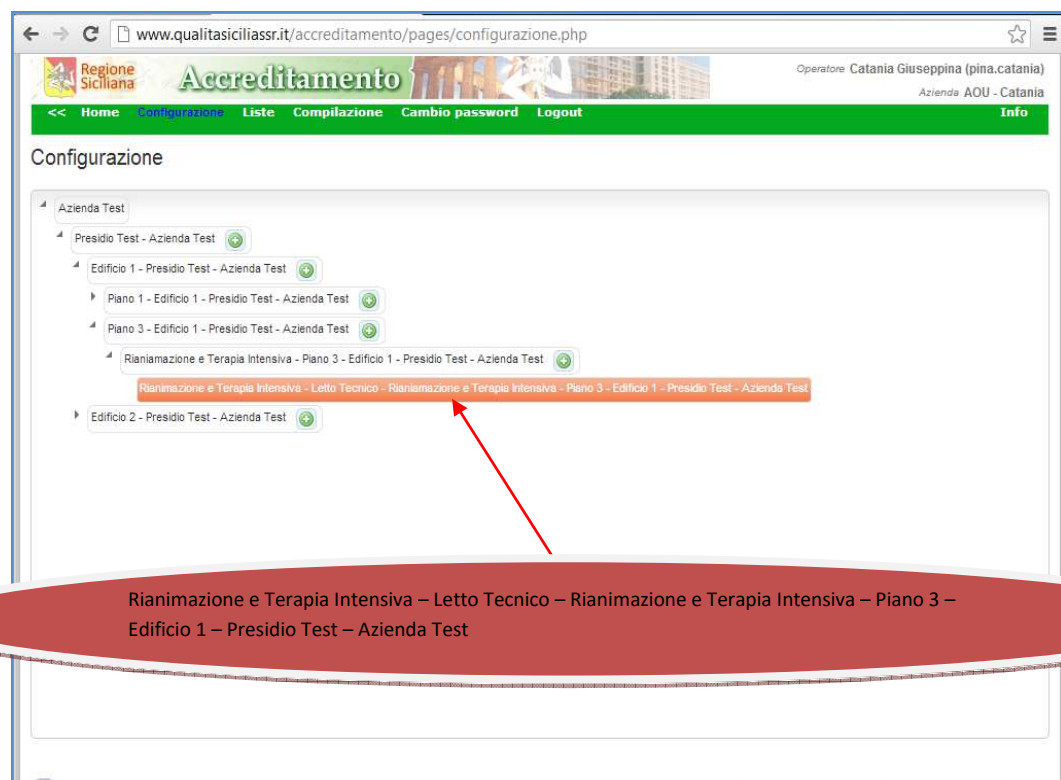 www.qualitasiciliassr.it/accreditamento/pages/configurazione.php
Regione
Siciliana
Accreditamento
Operatore Catania Giuseppina (pina.catania)
Azienda AOU - Catania
<< Home Configurazione Liste Compilazione Cambio password Logout Info
Configurazione
Azienda Test
Presidio Test - Azienda Test
Edificio 1 - Presidio Test - Azienda Test
Piano 1 - Edificio 1 - Presidio Test - Azienda Test
Piano 3 - Edificio 1 - Presidio Test - Azienda Test
Rianiamazione e Terapia Intensiva - Piano 3 - Edificio 1 - Presidio Test - Azienda Test
Rianimazione e Terapia Intensiva - Letto Tecnico - Rianiamazione e Terapia Intensiva - Piano 3 - Edificio 1 - Presidio Test - Azienda Test
Edificio 2 - Presidio Test - Azienda Test
Rianimazione e Terapia Intensiva – Letto Tecnico – Rianimazione e Terapia Intensiva – Piano 3 –
Edificio 1 – Presidio Test – Azienda Test